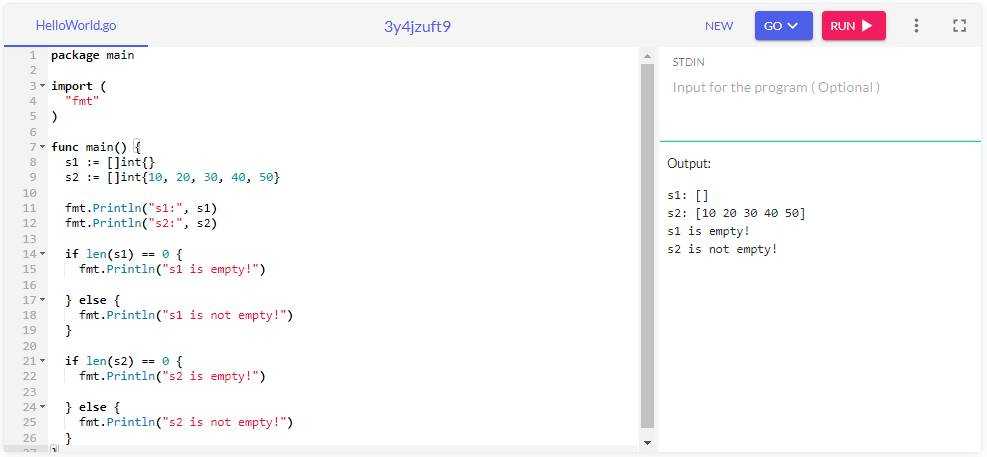 HelloWorld.go 3y4jzuft9 NEW GO RUN
1 package main
2
3 import (
4   "fmt"
5 )
6
7 func main() {
8   s1 := []int{}
9   s2 := []int{10, 20, 30, 40, 50}
10
11   fmt.Println("s1:", s1)
12   fmt.Println("s2:", s2)
13
14   if len(s1) == 0 {
15     fmt.Println("s1 is empty!")
16
17   } else {
18     fmt.Println("s1 is not empty!")
19   }
20
21   if len(s2) == 0 {
22     fmt.Println("s2 is empty!")
23
24   } else {
25     fmt.Println("s2 is not empty!")
26   }
27 }
STDIN
Input for the program ( Optional )
Output:
s1: []
s2: [10 20 30 40 50]
s1 is empty!
s2 is not empty!